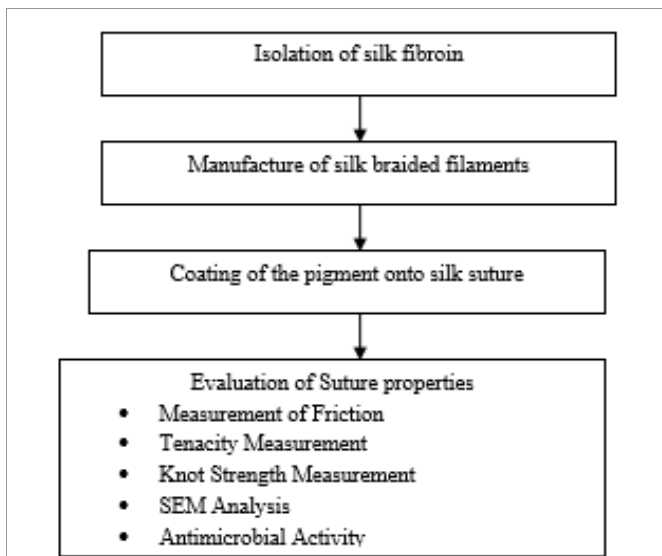 Isolation of silk fibroin
Manufacture of silk braided filaments
Coating of the pigment onto silk suture
Evaluation of Suture properties
• Measurement of Friction
• Tenacity Measurement
• Knot Strength Measurement
• SEM Analysis
• Antimicrobial Activity